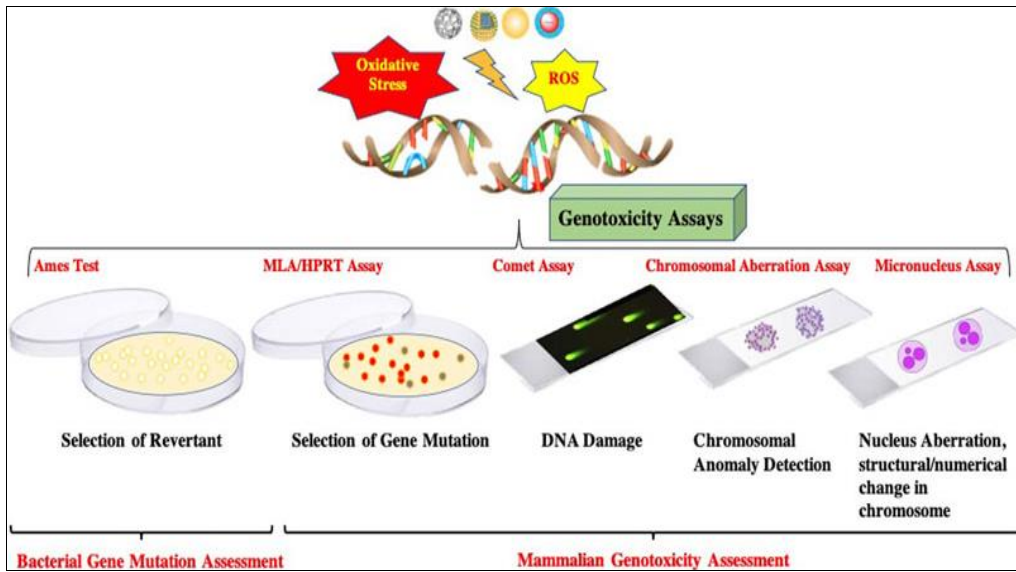 Oxidative
Stress
ROS
Genotoxicity Assays
Ames Test
MLA/HPRT Assay
Comet Assay
Chromosomal Aberration Assay
Micronucleus Assay
Selection of Revertant
Selection of Gene Mutation
DNA Damage
Chromosomal
Anomaly Detection
Nucleus Aberration,
structural/numerical
change in
chromosome
Bacterial Gene Mutation Assessment
Mammalian Genotoxicity Assessment